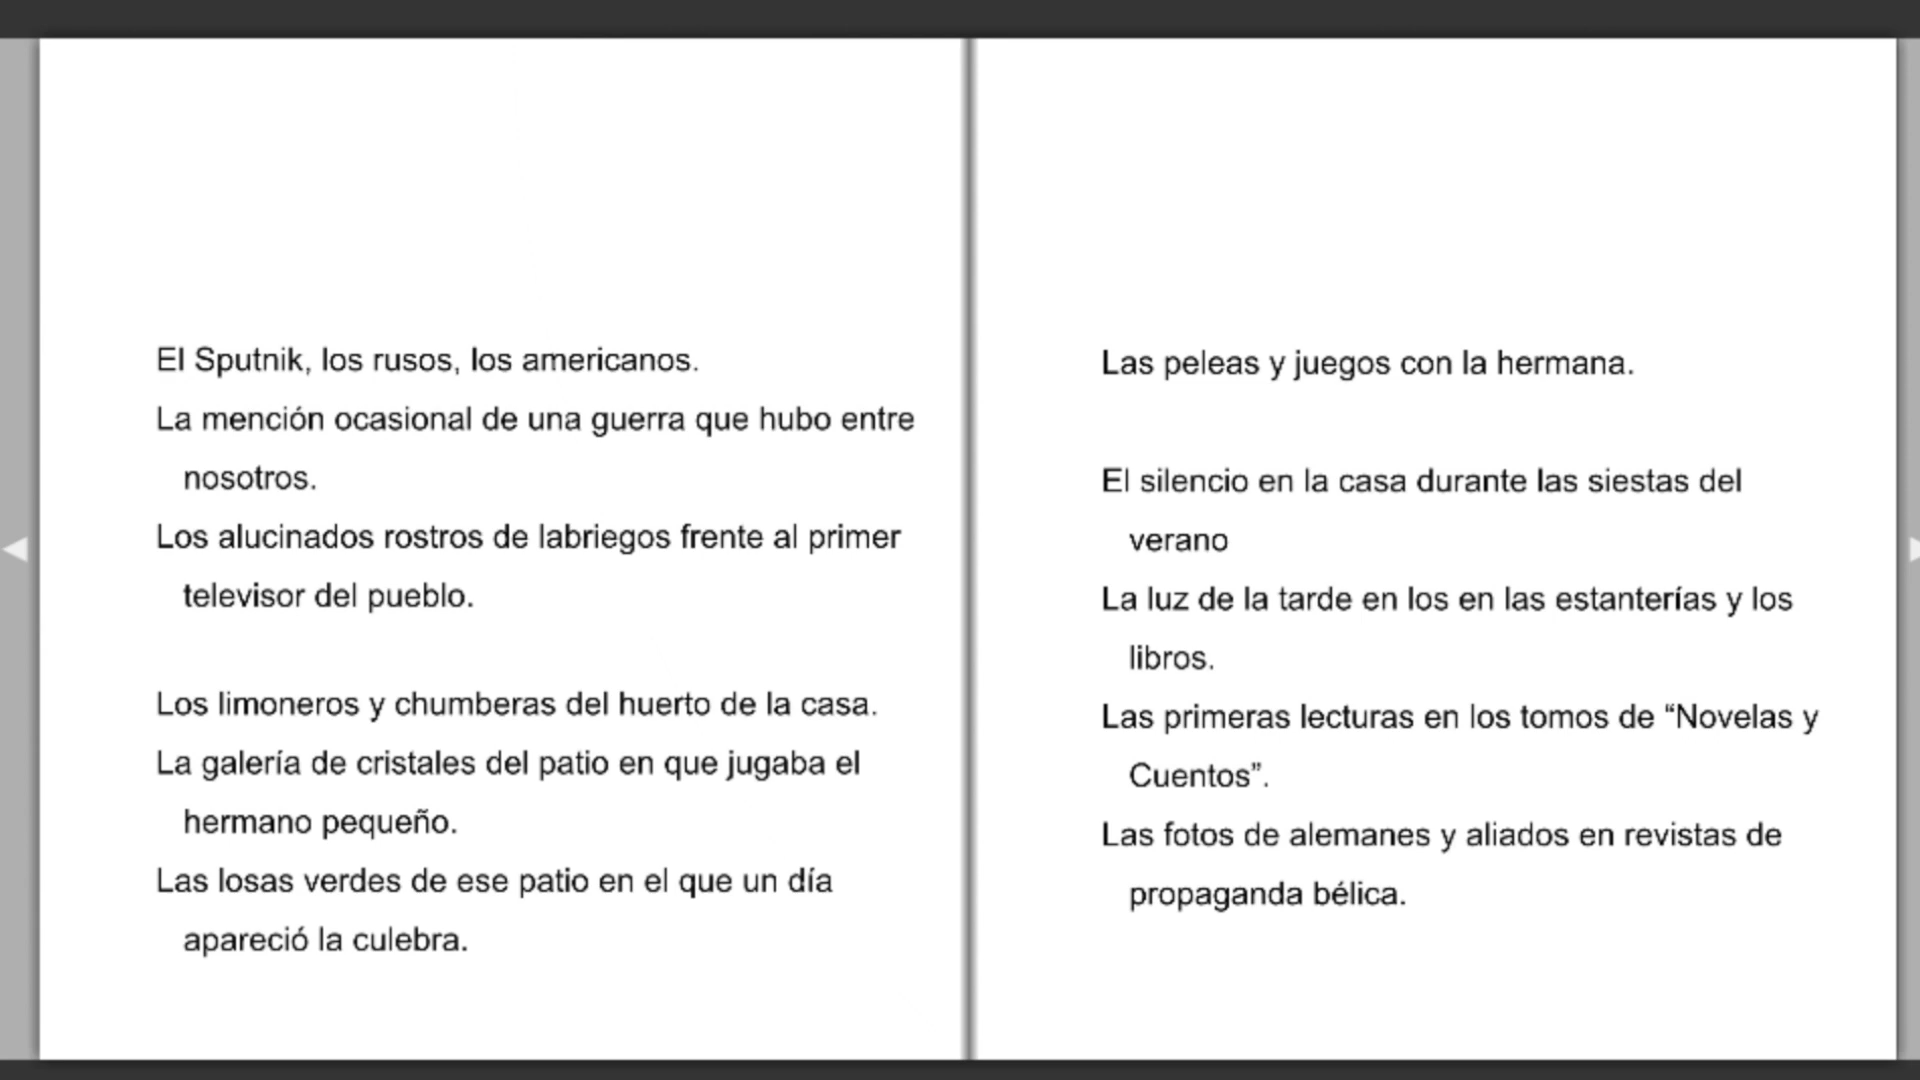 El Sputnik, los rusos, los americanos.
La mención ocasional de una guerra que hubo entre
nosotros.
Los alucinados rostros de labriegos frente al primer
televisor del pueblo.
Los limoneros y chumberas del huerto de la casa.
La galería de cristales del patio en que jugaba el
hermano pequeño.
Las losas verdes de ese patio en el que un día
apareció la culebra.
Las peleas y juegos con la hermana.
El silencio en la casa durante las siestas del
verano
La luz de la tarde en los en las estanterías y los
libros.
Las primeras lecturas en los tomos de “Novelas y
Cuentos”.
Las fotos de alemanes y aliados en revistas de
propaganda bélica.